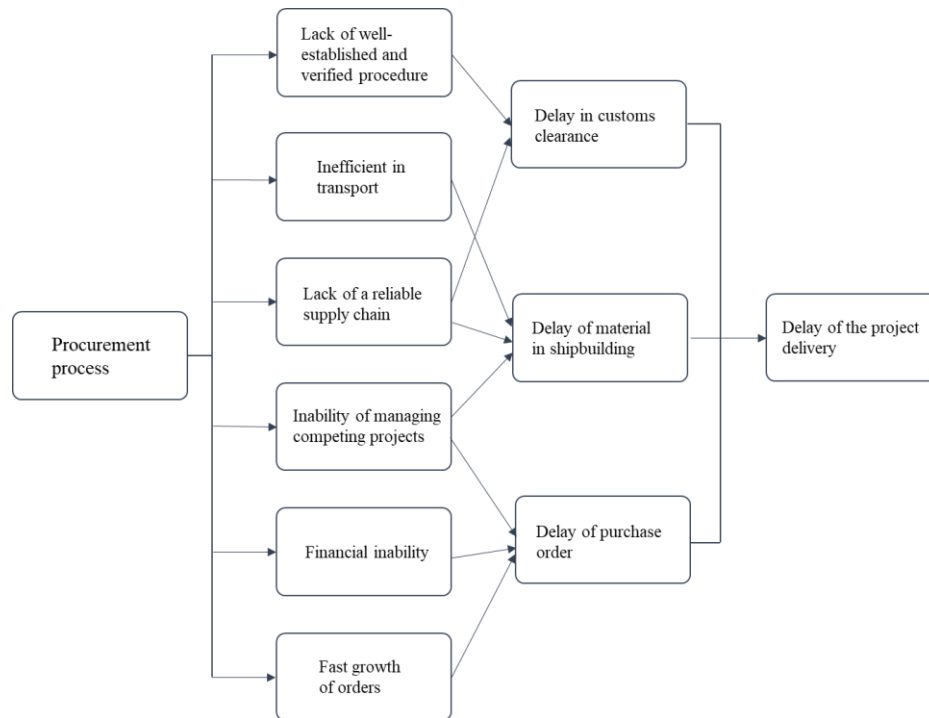 Lack of well-
established and
verified procedure
Delay in customs
clearance
Inefficient in
transport
Lack of a reliable
supply chain
Delay of material
in shipbuilding
Delay of the project
delivery
Procurement
process
Inability of managing
competing projects
Delay of purchase
order
Financial inability
Fast growth
of orders